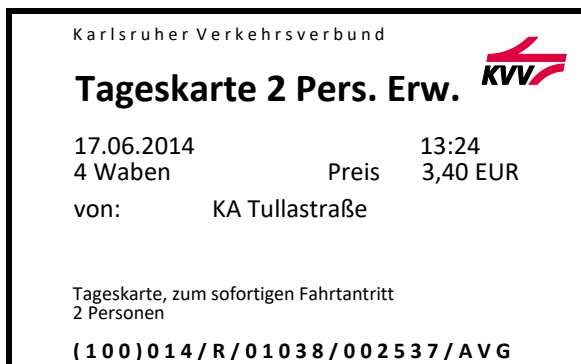 Karlsruher Verkehrsverbund
KVV
Tageskarte 2 Pers. Erw.
17.06.2014 13:24
4 Waben Preis 3,40 EUR
von: KA Tullastraße
Tageskarte, zum sofortigen Fahrtantritt
2 Personen
(100)014/R/01038/002537/AVG